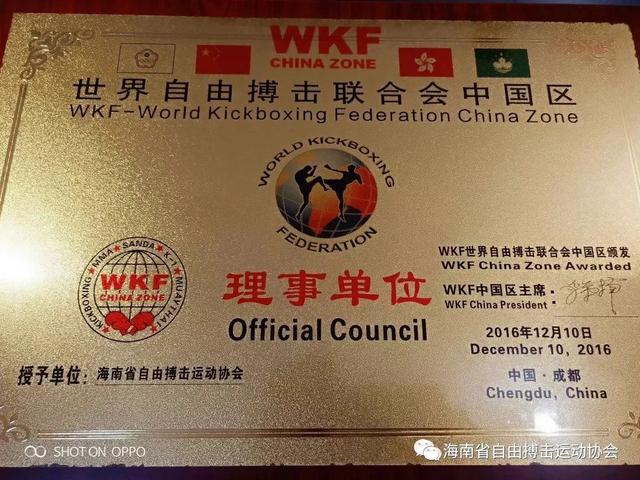 WKF
CHINA ZONE
世界自由搏击联合会中国区
WKF-World Kickboxing Federation China Zone
WORLD KICKBOXING
FEDERATION
KICKBOXING MMA SANDA K-1 MUAYTHAI
WKF
CHINA ZONE
理事单位
Official Council
WKF世界自由搏击联合会中国区颁发
WKF China Zone Awarded
WKF中国区主席·
WKF China President·
2016年12月10日
December 10, 2016
中国·成都
Chengdu, China
授予单位:海南省自由搏击运动协会
SHOT ON OPPO
海南省自由搏击运动协会